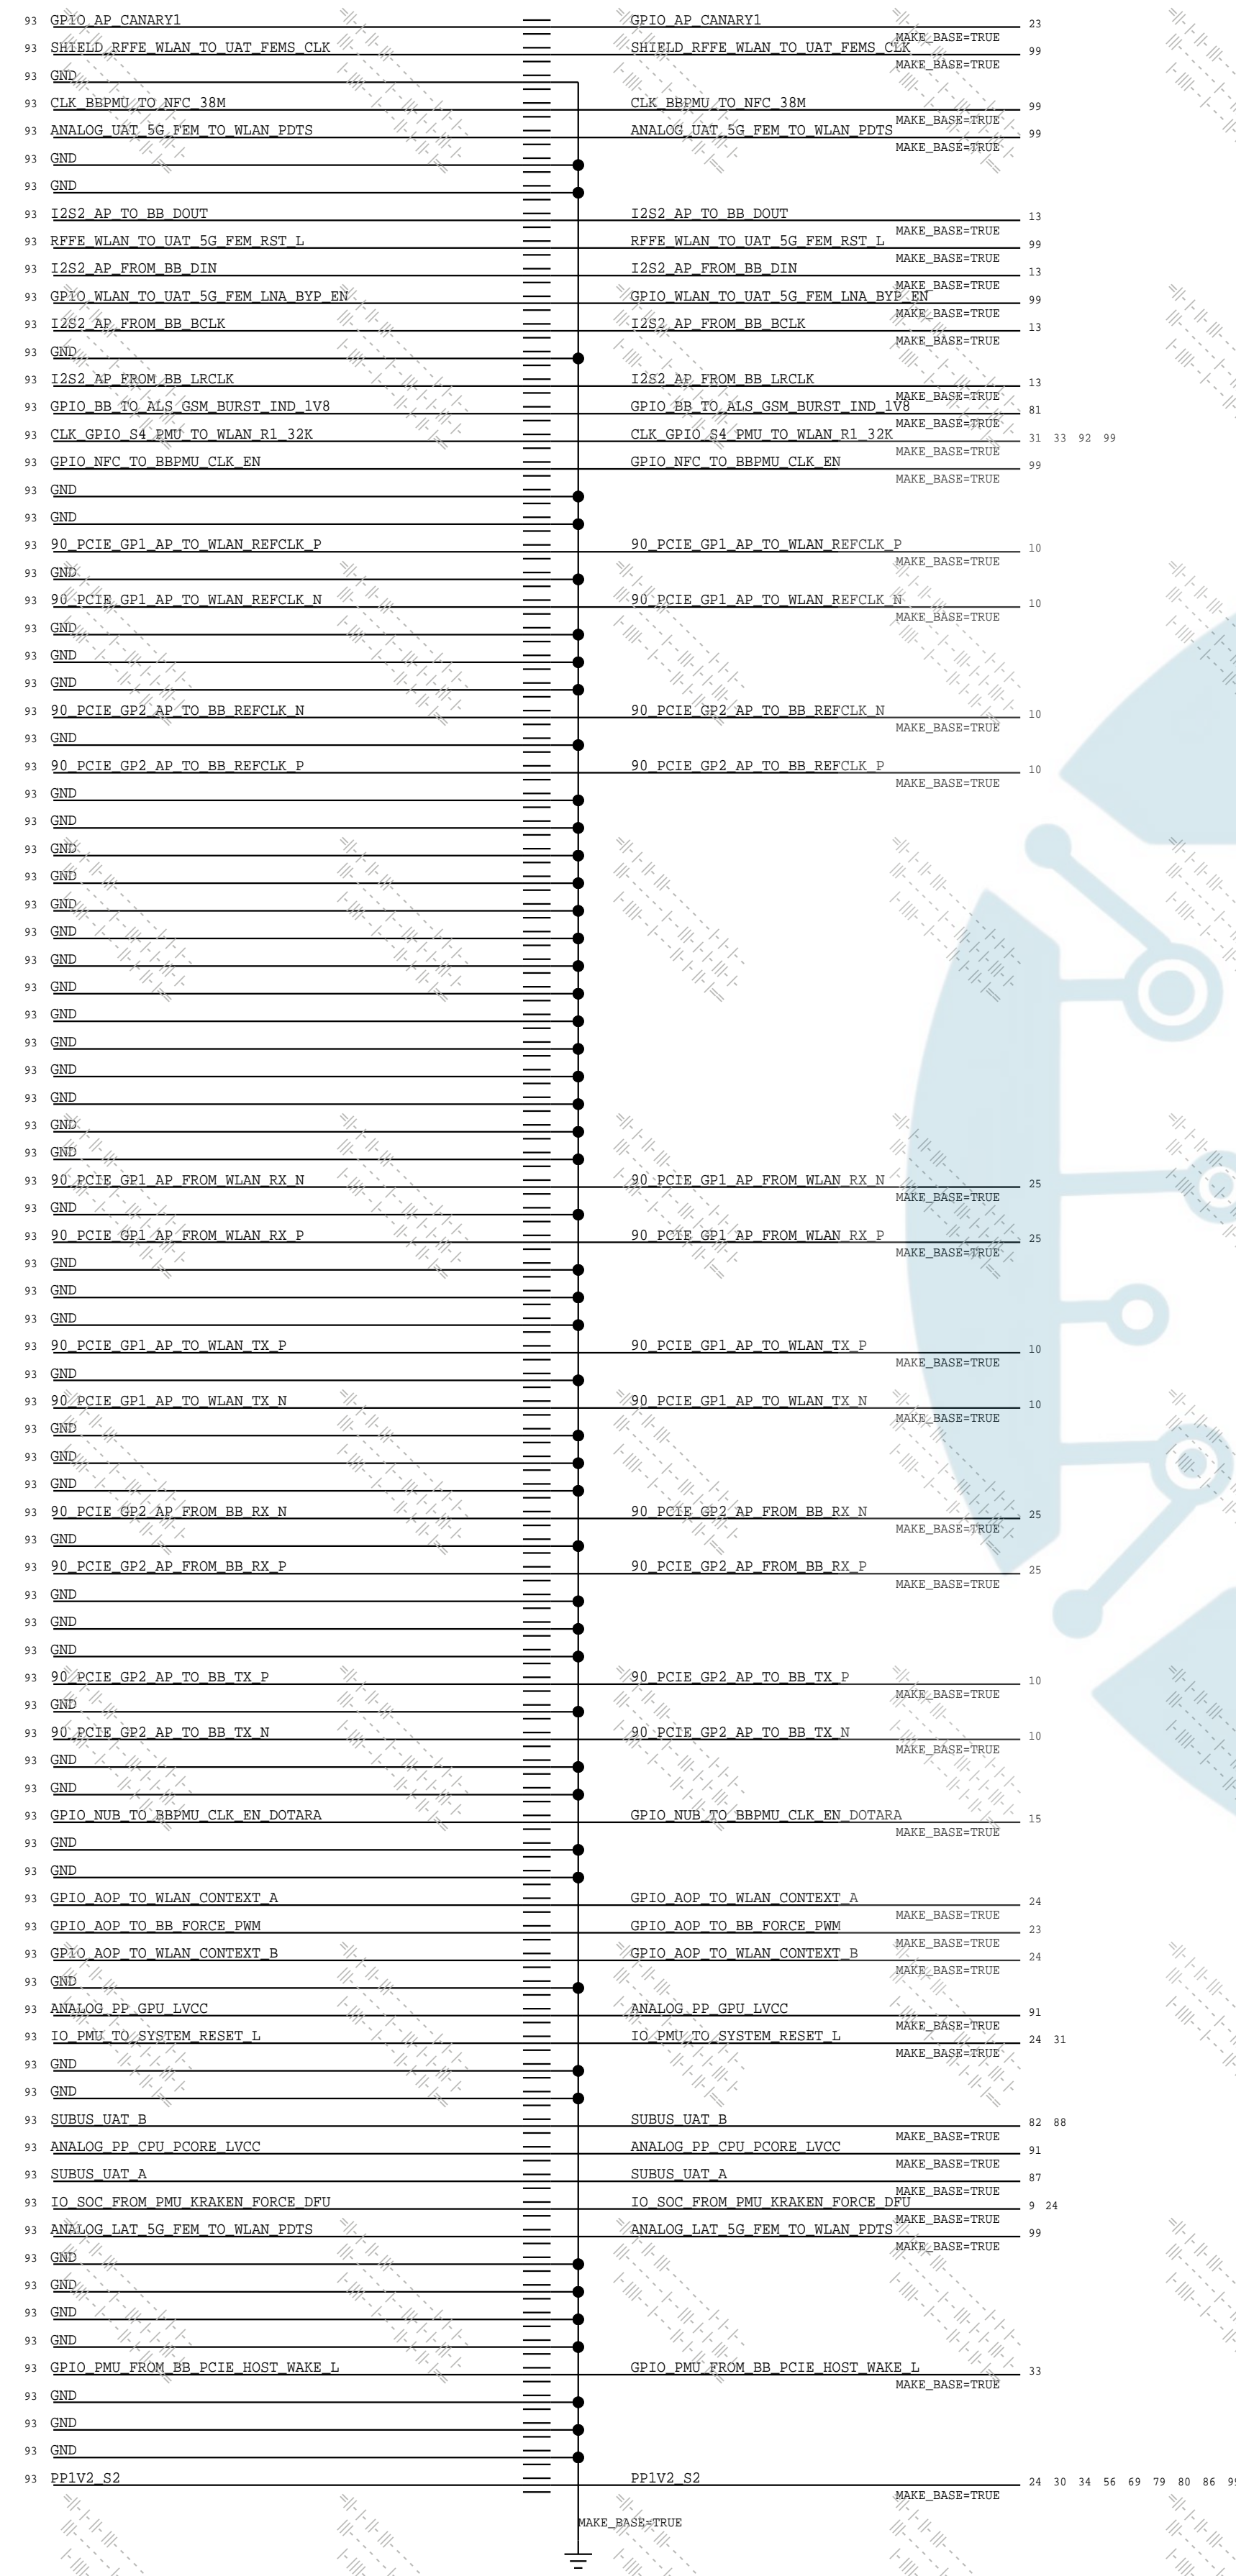 93 GPIO_AP_CANARY1 GPIO_AP_CANARY1 23
MAKE_BASE=TRUE
93 SHIELD_RFFE_WLAN_TO_UAT_FEMS_CLK SHIELD_RFFE_WLAN_TO_UAT_FEMS_CLK 99
MAKE_BASE=TRUE
93 GND
93 CLK_BBPMU_TO_NFC_38M CLK_BBPMU_TO_NFC_38M 99
MAKE_BASE=TRUE
93 ANALOG_UAT_5G_FEM_TO_WLAN_PDTS ANALOG_UAT_5G_FEM_TO_WLAN_PDTS 99
MAKE_BASE=TRUE
93 GND
93 GND
93 I2S2_AP_TO_BB_DOUT I2S2_AP_TO_BB_DOUT 13
MAKE_BASE=TRUE
93 RFFE_WLAN_TO_UAT_5G_FEM_RST_L RFFE_WLAN_TO_UAT_5G_FEM_RST_L 99
MAKE_BASE=TRUE
93 I2S2_AP_FROM_BB_DIN I2S2_AP_FROM_BB_DIN 13
MAKE_BASE=TRUE
93 GPIO_WLAN_TO_UAT_5G_FEM_LNA_BYP_EN GPIO_WLAN_TO_UAT_5G_FEM_LNA_BYP_EN 99
MAKE_BASE=TRUE
93 I2S2_AP_FROM_BB_BCLK I2S2_AP_FROM_BB_BCLK 13
MAKE_BASE=TRUE
93 GND
93 I2S2_AP_FROM_BB_LRCLK I2S2_AP_FROM_BB_LRCLK 13
MAKE_BASE=TRUE
93 GPIO_BB_TO_ALS_GSM_BURST_IND_1V8 GPIO_BB_TO_ALS_GSM_BURST_IND_1V8 81
MAKE_BASE=TRUE
93 CLK_GPIO_S4_PMU_TO_WLAN_R1_32K CLK_GPIO_S4_PMU_TO_WLAN_R1_32K 31 33 92 99
MAKE_BASE=TRUE
93 GPIO_NFC_TO_BBPMU_CLK_EN GPIO_NFC_TO_BBPMU_CLK_EN 99
MAKE_BASE=TRUE
93 GND
93 GND
93 90_PCIE_GP1_AP_TO_WLAN_REFCLK_P 90_PCIE_GP1_AP_TO_WLAN_REFCLK_P 10
MAKE_BASE=TRUE
93 GND
93 90_PCIE_GP1_AP_TO_WLAN_REFCLK_N 90_PCIE_GP1_AP_TO_WLAN_REFCLK_N 10
MAKE_BASE=TRUE
93 GND
93 GND
93 GND
93 90_PCIE_GP2_AP_TO_BB_REFCLK_N 90_PCIE_GP2_AP_TO_BB_REFCLK_N 10
MAKE_BASE=TRUE
93 GND
93 90_PCIE_GP2_AP_TO_BB_REFCLK_P 90_PCIE_GP2_AP_TO_BB_REFCLK_P 10
MAKE_BASE=TRUE
93 GND
93 GND
93 GND
93 GND
93 GND
93 GND
93 GND
93 GND
93 GND
93 GND
93 GND
93 GND
93 GND
93 GND
93 90_PCIE_GP1_AP_FROM_WLAN_RX_N 90_PCIE_GP1_AP_FROM_WLAN_RX_N 25
MAKE_BASE=TRUE
93 GND
93 90_PCIE_GP1_AP_FROM_WLAN_RX_P 90_PCIE_GP1_AP_FROM_WLAN_RX_P 25
MAKE_BASE=TRUE
93 GND
93 GND
93 GND
93 90_PCIE_GP1_AP_TO_WLAN_TX_P 90_PCIE_GP1_AP_TO_WLAN_TX_P 10
MAKE_BASE=TRUE
93 GND
93 90_PCIE_GP1_AP_TO_WLAN_TX_N 90_PCIE_GP1_AP_TO_WLAN_TX_N 10
MAKE_BASE=TRUE
93 GND
93 GND
93 GND
93 90_PCIE_GP2_AP_FROM_BB_RX_N 90_PCIE_GP2_AP_FROM_BB_RX_N 25
MAKE_BASE=TRUE
93 GND
93 90_PCIE_GP2_AP_FROM_BB_RX_P 90_PCIE_GP2_AP_FROM_BB_RX_P 25
MAKE_BASE=TRUE
93 GND
93 GND
93 GND
93 90_PCIE_GP2_AP_TO_BB_TX_P 90_PCIE_GP2_AP_TO_BB_TX_P 10
MAKE_BASE=TRUE
93 GND
93 90_PCIE_GP2_AP_TO_BB_TX_N 90_PCIE_GP2_AP_TO_BB_TX_N 10
MAKE_BASE=TRUE
93 GND
93 GND
93 GPIO_NUB_TO_BBPMU_CLK_EN_DOTARA GPIO_NUB_TO_BBPMU_CLK_EN_DOTARA 15
MAKE_BASE=TRUE
93 GND
93 GND
93 GPIO_AOP_TO_WLAN_CONTEXT_A GPIO_AOP_TO_WLAN_CONTEXT_A 24
MAKE_BASE=TRUE
93 GPIO_AOP_TO_BB_FORCE_PWM GPIO_AOP_TO_BB_FORCE_PWM 23
MAKE_BASE=TRUE
93 GPIO_AOP_TO_WLAN_CONTEXT_B GPIO_AOP_TO_WLAN_CONTEXT_B 24
MAKE_BASE=TRUE
93 GND
93 ANALOG_PP_GPU_LVCC ANALOG_PP_GPU_LVCC 91
MAKE_BASE=TRUE
93 IO_PMU_TO_SYSTEM_RESET_L IO_PMU_TO_SYSTEM_RESET_L 24 31
MAKE_BASE=TRUE
93 GND
93 GND
93 SUBUS_UAT_B SUBUS_UAT_B 82 88
MAKE_BASE=TRUE
93 ANALOG_PP_CPU_PCORE_LVCC ANALOG_PP_CPU_PCORE_LVCC 91
MAKE_BASE=TRUE
93 SUBUS_UAT_A SUBUS_UAT_A 87
MAKE_BASE=TRUE
93 IO_SOC_FROM_PMU_KRAKEN_FORCE_DFU IO_SOC_FROM_PMU_KRAKEN_FORCE_DFU 9 24
MAKE_BASE=TRUE
93 ANALOG_LAT_5G_FEM_TO_WLAN_PDTS ANALOG_LAT_5G_FEM_TO_WLAN_PDTS 99
MAKE_BASE=TRUE
93 GND
93 GND
93 GND
93 GND
93 GPIO_PMU_FROM_BB_PCIE_HOST_WAKE_L GPIO_PMU_FROM_BB_PCIE_HOST_WAKE_L 33
MAKE_BASE=TRUE
93 GND
93 GND
93 GND
93 PP1V2_S2 PP1V2_S2 24 30 34 56 69 79 80 86 99
MAKE_BASE=TRUE
MAKE_BASE=TRUE